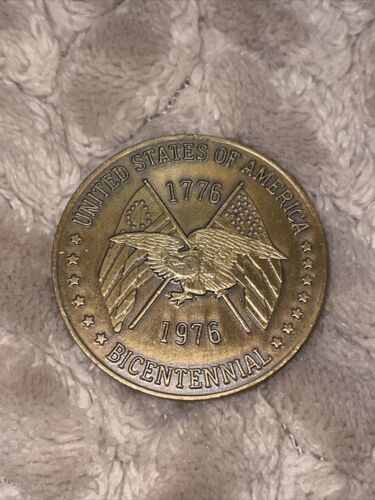 UNITED STATES OF AMERICA
1776
1976
BICENTENNIAL